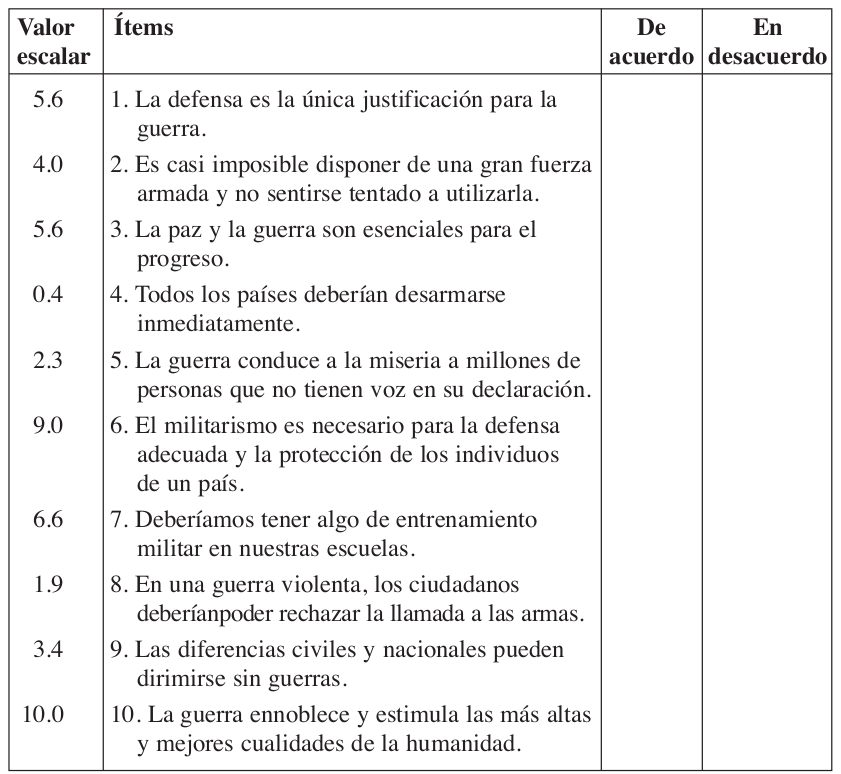 Valor escalar Ítems De acuerdo En desacuerdo
5.6 1. La defensa es la única justificación para la
guerra.
4.0 2. Es casi imposible disponer de una gran fuerza
armada y no sentirse tentado a utilizarla.
5.6 3. La paz y la guerra son esenciales para el
progreso.
0.4 4. Todos los países deberían desarmarse
inmediatamente.
2.3 5. La guerra conduce a la miseria a millones de
personas que no tienen voz en su declaración.
9.0 6. El militarismo es necesario para la defensa
adecuada y la protección de los individuos
de un país.
6.6 7. Deberíamos tener algo de entrenamiento
militar en nuestras escuelas.
1.9 8. En una guerra violenta, los ciudadanos
deberíanpoder rechazar la llamada a las armas.
3.4 9. Las diferencias civiles y nacionales pueden
dirimirse sin guerras.
10.0 10. La guerra ennoblece y estimula las más altas
y mejores cualidades de la humanidad.